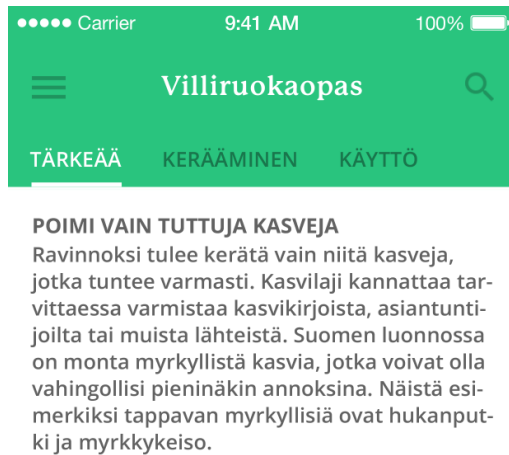 Carrier 9:41 AM 100%
Villiruokaopas
TÄRKEÄÄ KERÄÄMINEN KÄYTTÖ
POIMI VAIN TUTTUJA KASVEJA
Ravinnoksi tulee kerätä vain niitä kasveja,
jotka tuntee varmasti. Kasvilaji kannattaa tar-
vittaessa varmistaa kasvikirjoista, asiantunti-
joilta tai muista lähteistä. Suomen luonnossa
on monta myrkyllistä kasvia, jotka voivat olla
vahingollisi pieninäkin annoksina. Näistä esi-
merkiksi tappavan myrkyllisiä ovat hukanput-
ki ja myrkkykeiso.